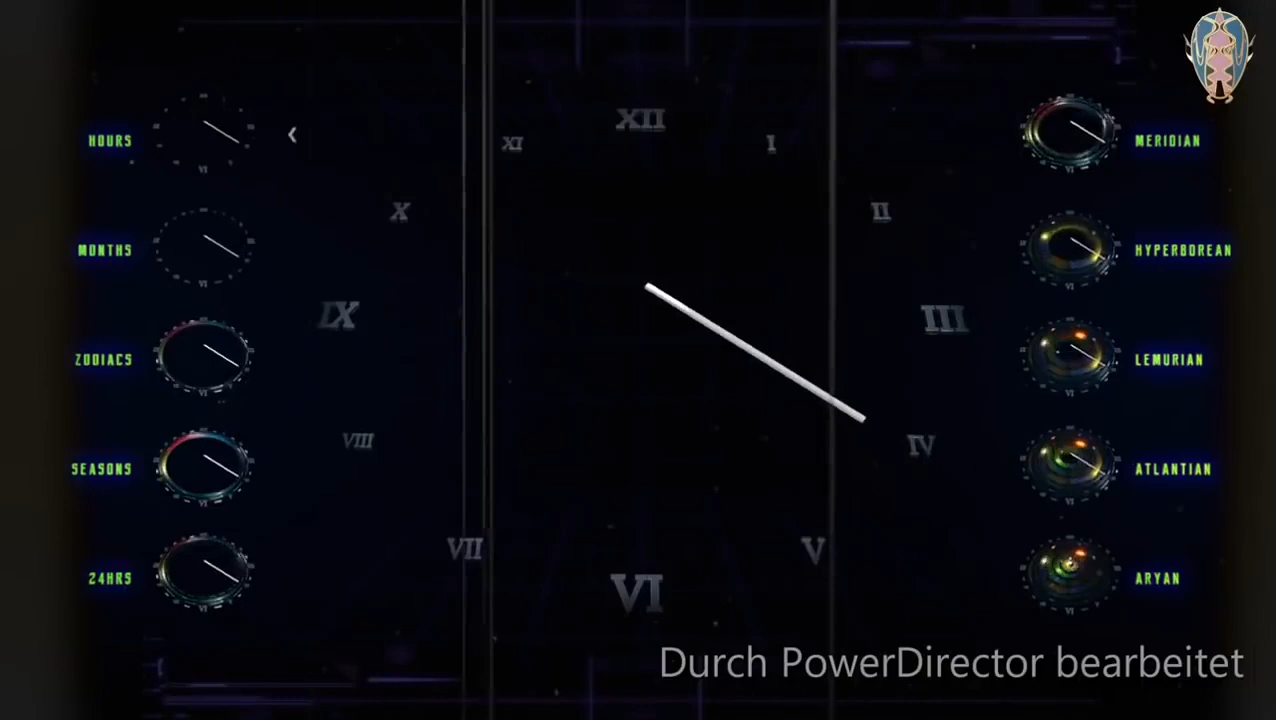 XII
XI
I
HOURS
MERIDIAN
X
II
MONTHS
HYPERBOREAN
IX
III
ZODIACS
LEMURIAN
VIII
IV
SEASONS
ATLANTIAN
VII
V
24HRS
VI
ARYAN
Durch PowerDirector bearbeitet